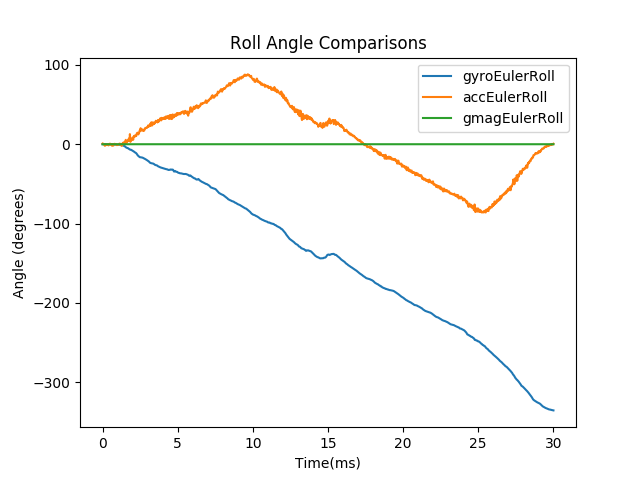 Roll Angle Comparisons
gyroEulerRoll
accEulerRoll
gmagEulerRoll
100
0
−100
−200
−300
Angle (degrees)
0 5 10 15 20 25 30
Time(ms)